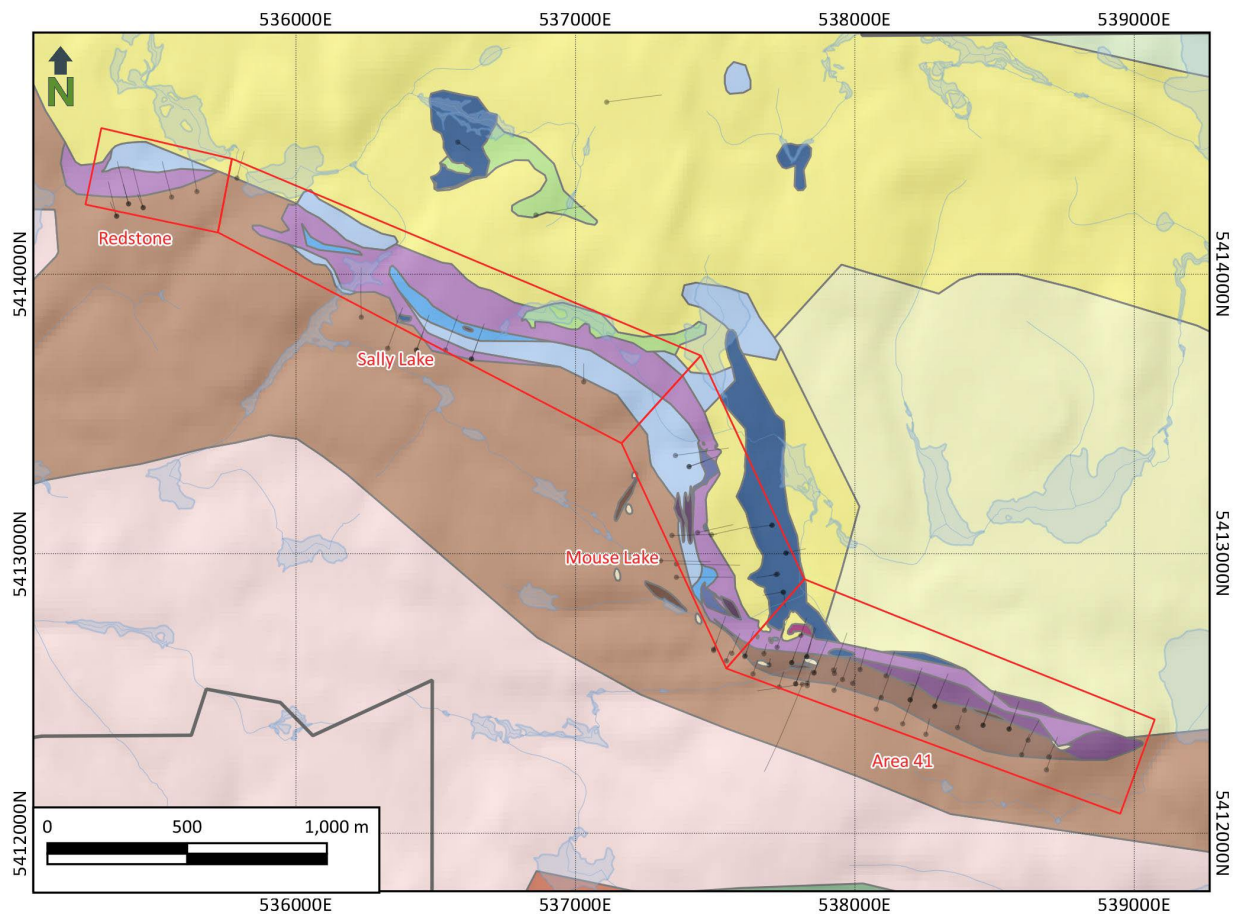 536000E 537000E 538000E 539000E
N
Redstone
5414000N 5414000N
Sally Lake
Mouse Lake
5413000N 5413000N
Area 41
0 500 1,000 m
5412000N 5412000N
536000E 537000E 538000E 539000E